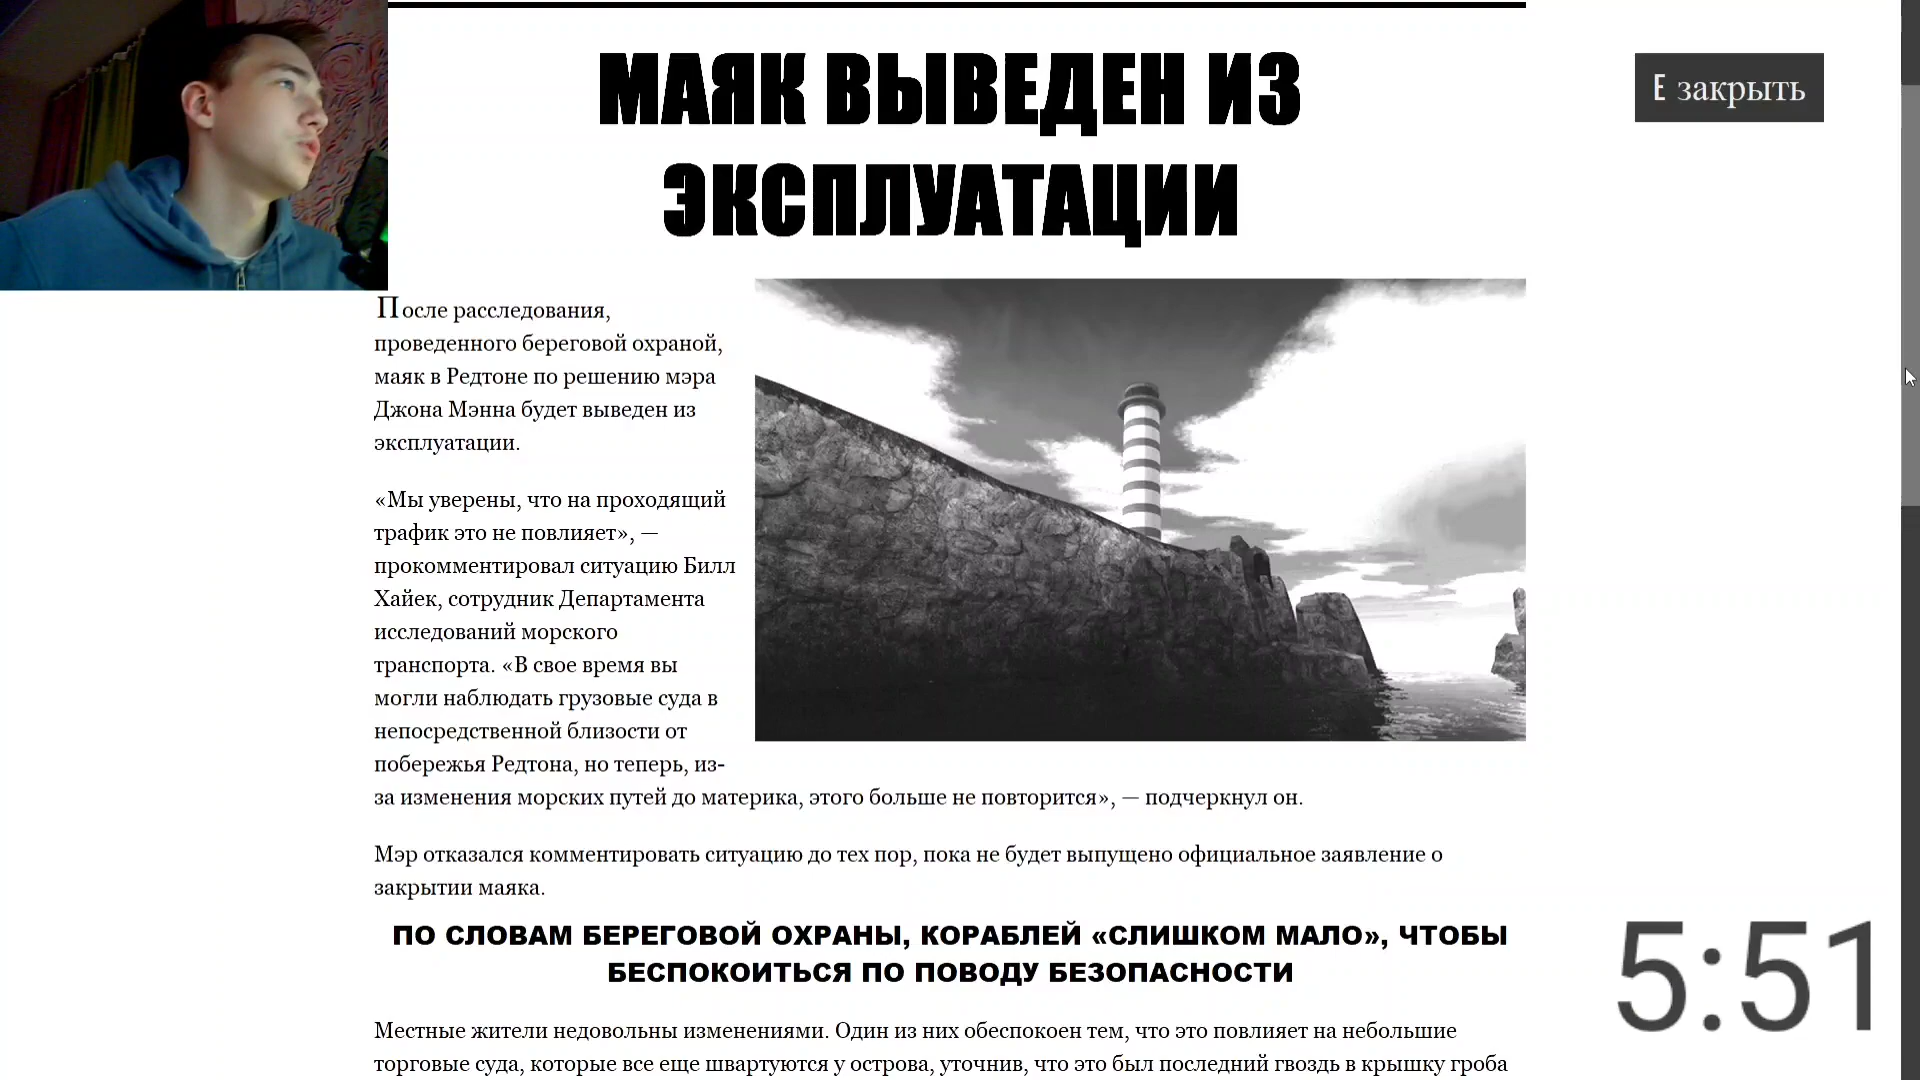 МАЯК ВЫВЕДЕН ИЗ
ЭКСПЛУАТАЦИИ
E закрыть
После расследования,
проведенного береговой охраной,
маяк в Редтоне по решению мэра
Джона Мэнна будет выведен из
эксплуатации.
«Мы уверены, что на проходящий
трафик это не повлияет», —
прокомментировал ситуацию Билл
Хайек, сотрудник Департамента
исследований морского
транспорта. «В свое время вы
могли наблюдать грузовые суда в
непосредственной близости от
побережья Редтона, но теперь, из-
за изменения морских путей до материка, этого больше не повторится», — подчеркнул он.
Мэр отказался комментировать ситуацию до тех пор, пока не будет выпущено официальное заявление о
закрытии маяка.
ПО СЛОВАМ БЕРЕГОВОЙ ОХРАНЫ, КОРАБЛЕЙ «СЛИШКОМ МАЛО», ЧТОБЫ
БЕСПОКОИТЬСЯ ПО ПОВОДУ БЕЗОПАСНОСТИ
Местные жители недовольны изменениями. Один из них обеспокоен тем, что это повлияет на небольшие
торговые суда, которые все еще швартуются у острова, уточнив, что это был последний гвоздь в крышку гроба
5:51